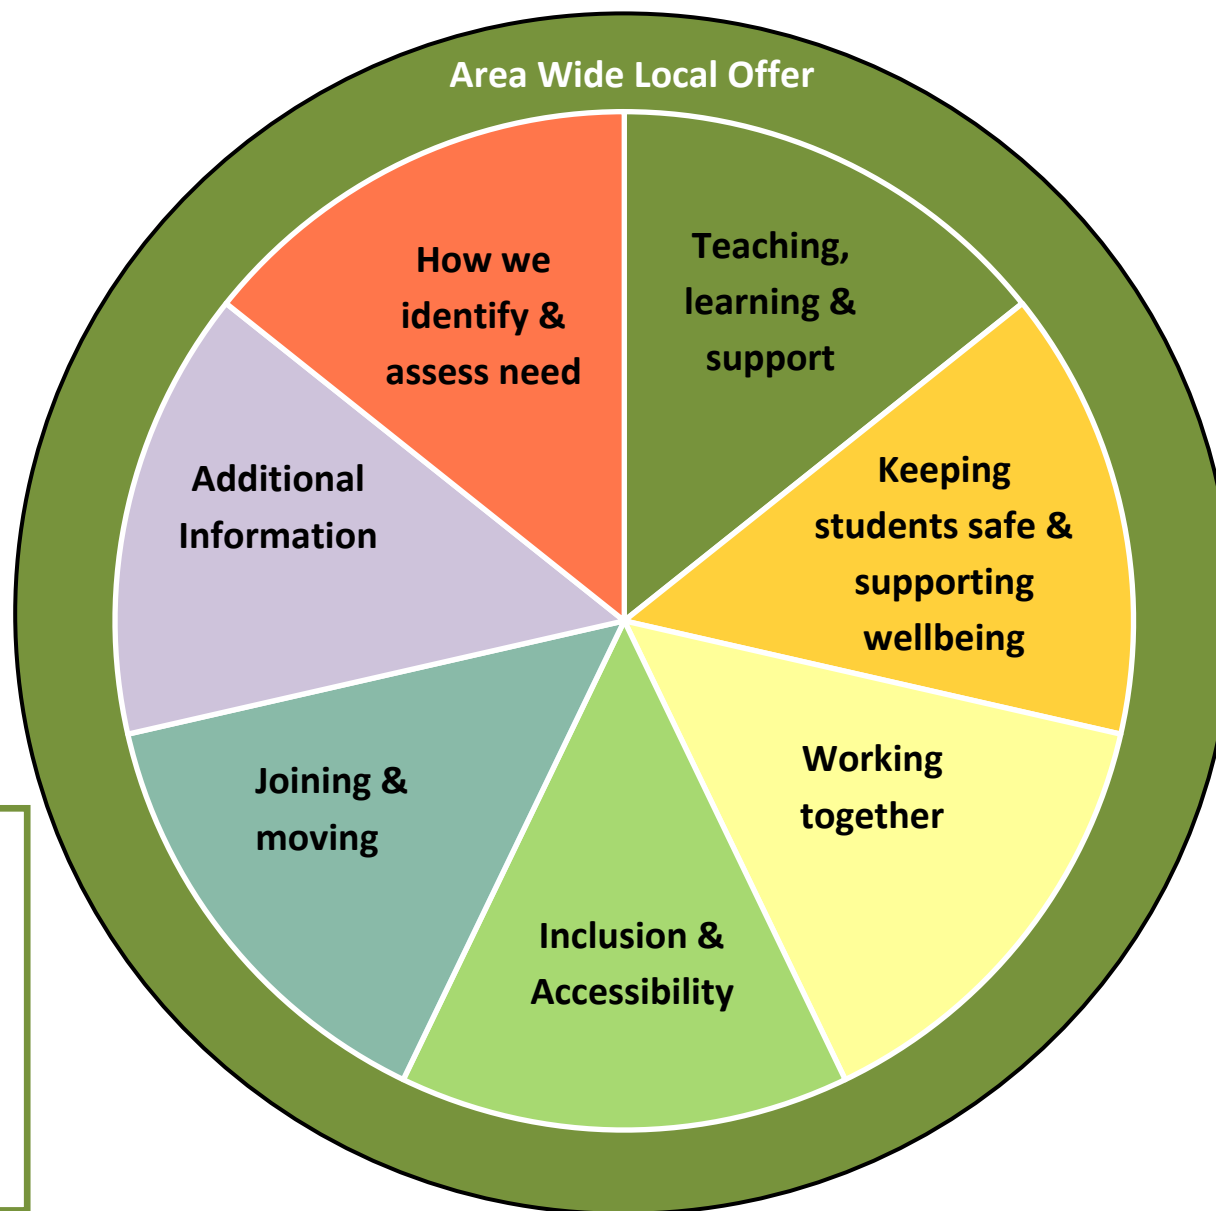 Area Wide Local Offer
How we
identify &
assess need
Teaching,
learning &
support
Keeping
students safe &
supporting
wellbeing
Working
together
Inclusion &
Accessibility
Joining &
moving
Additional
Information